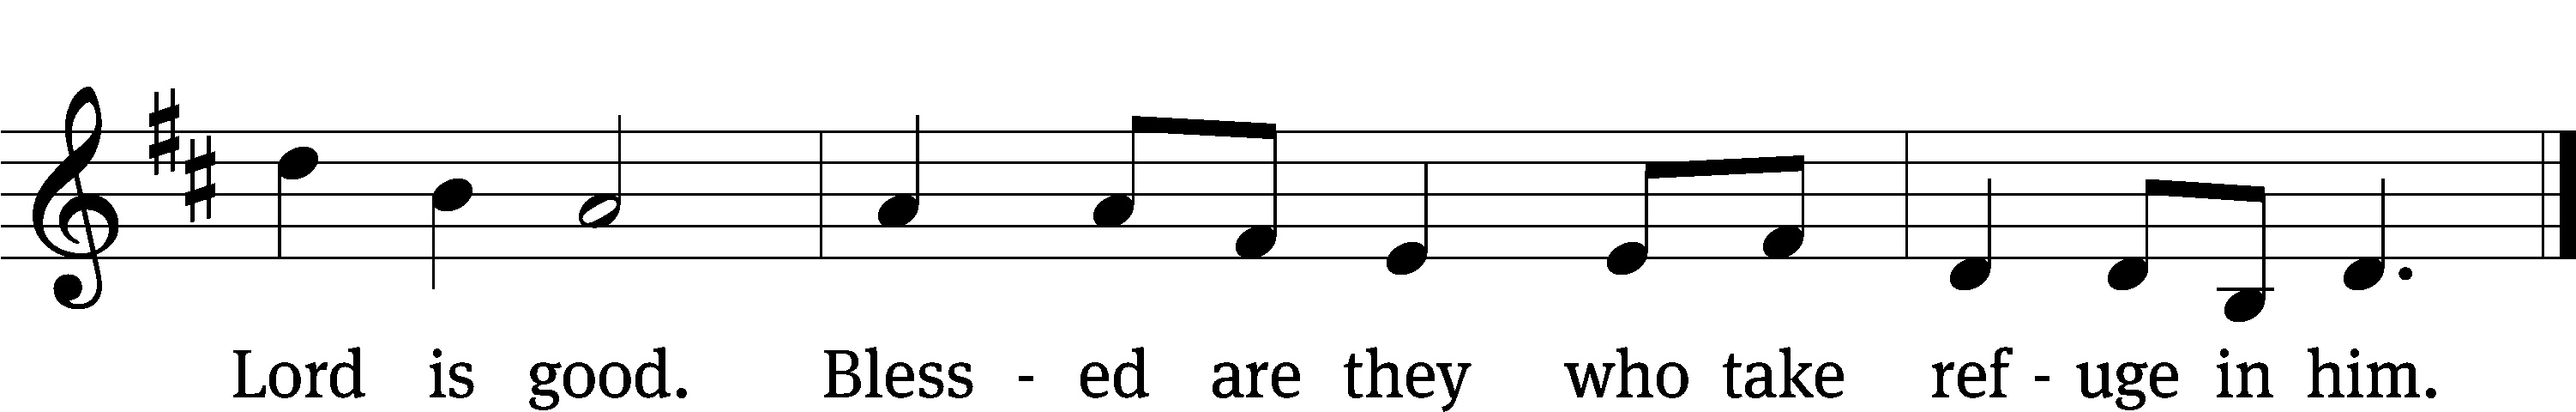 Lord is good. Bless - ed are they who take ref - uge in him.